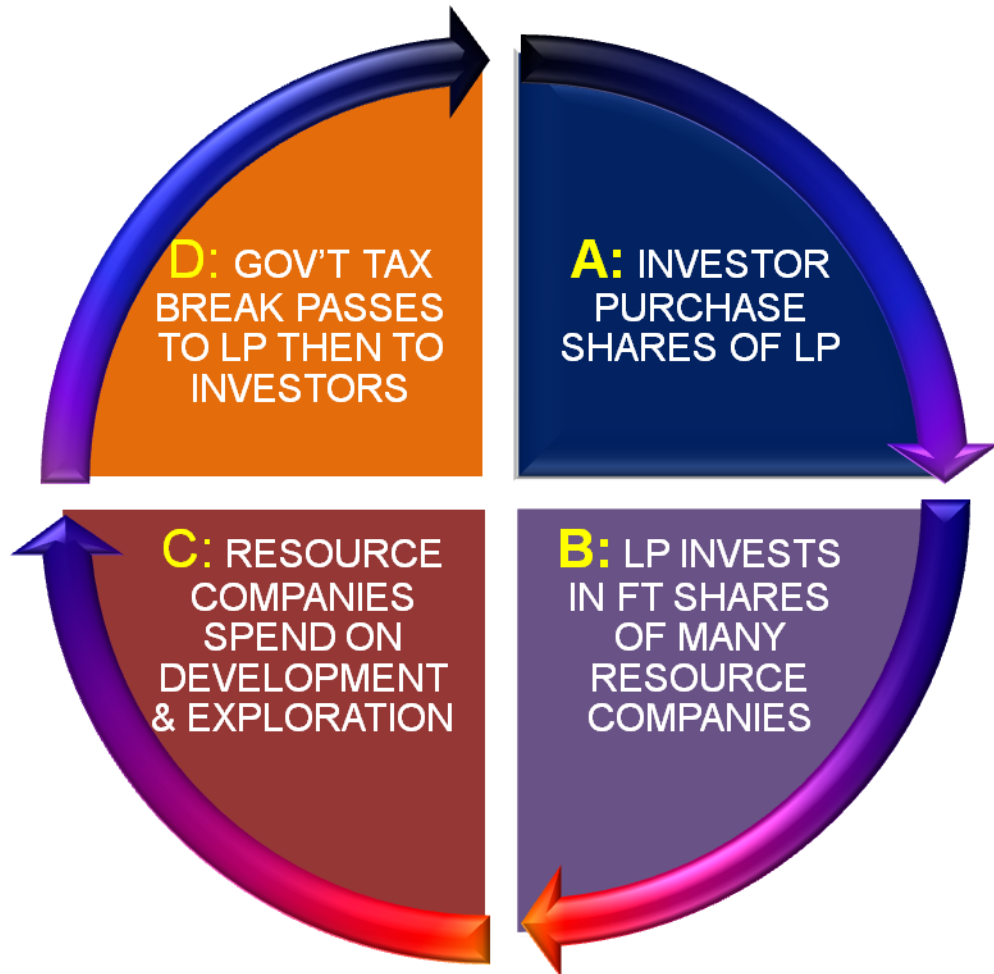 A: INVESTOR
PURCHASE
SHARES OF LP
B: LP INVESTS
IN FT SHARES
OF MANY
RESOURCE
COMPANIES
C: RESOURCE
COMPANIES
SPEND ON
DEVELOPMENT
& EXPLORATION
D: GOV’T TAX
BREAK PASSES
TO LP THEN TO
INVESTORS